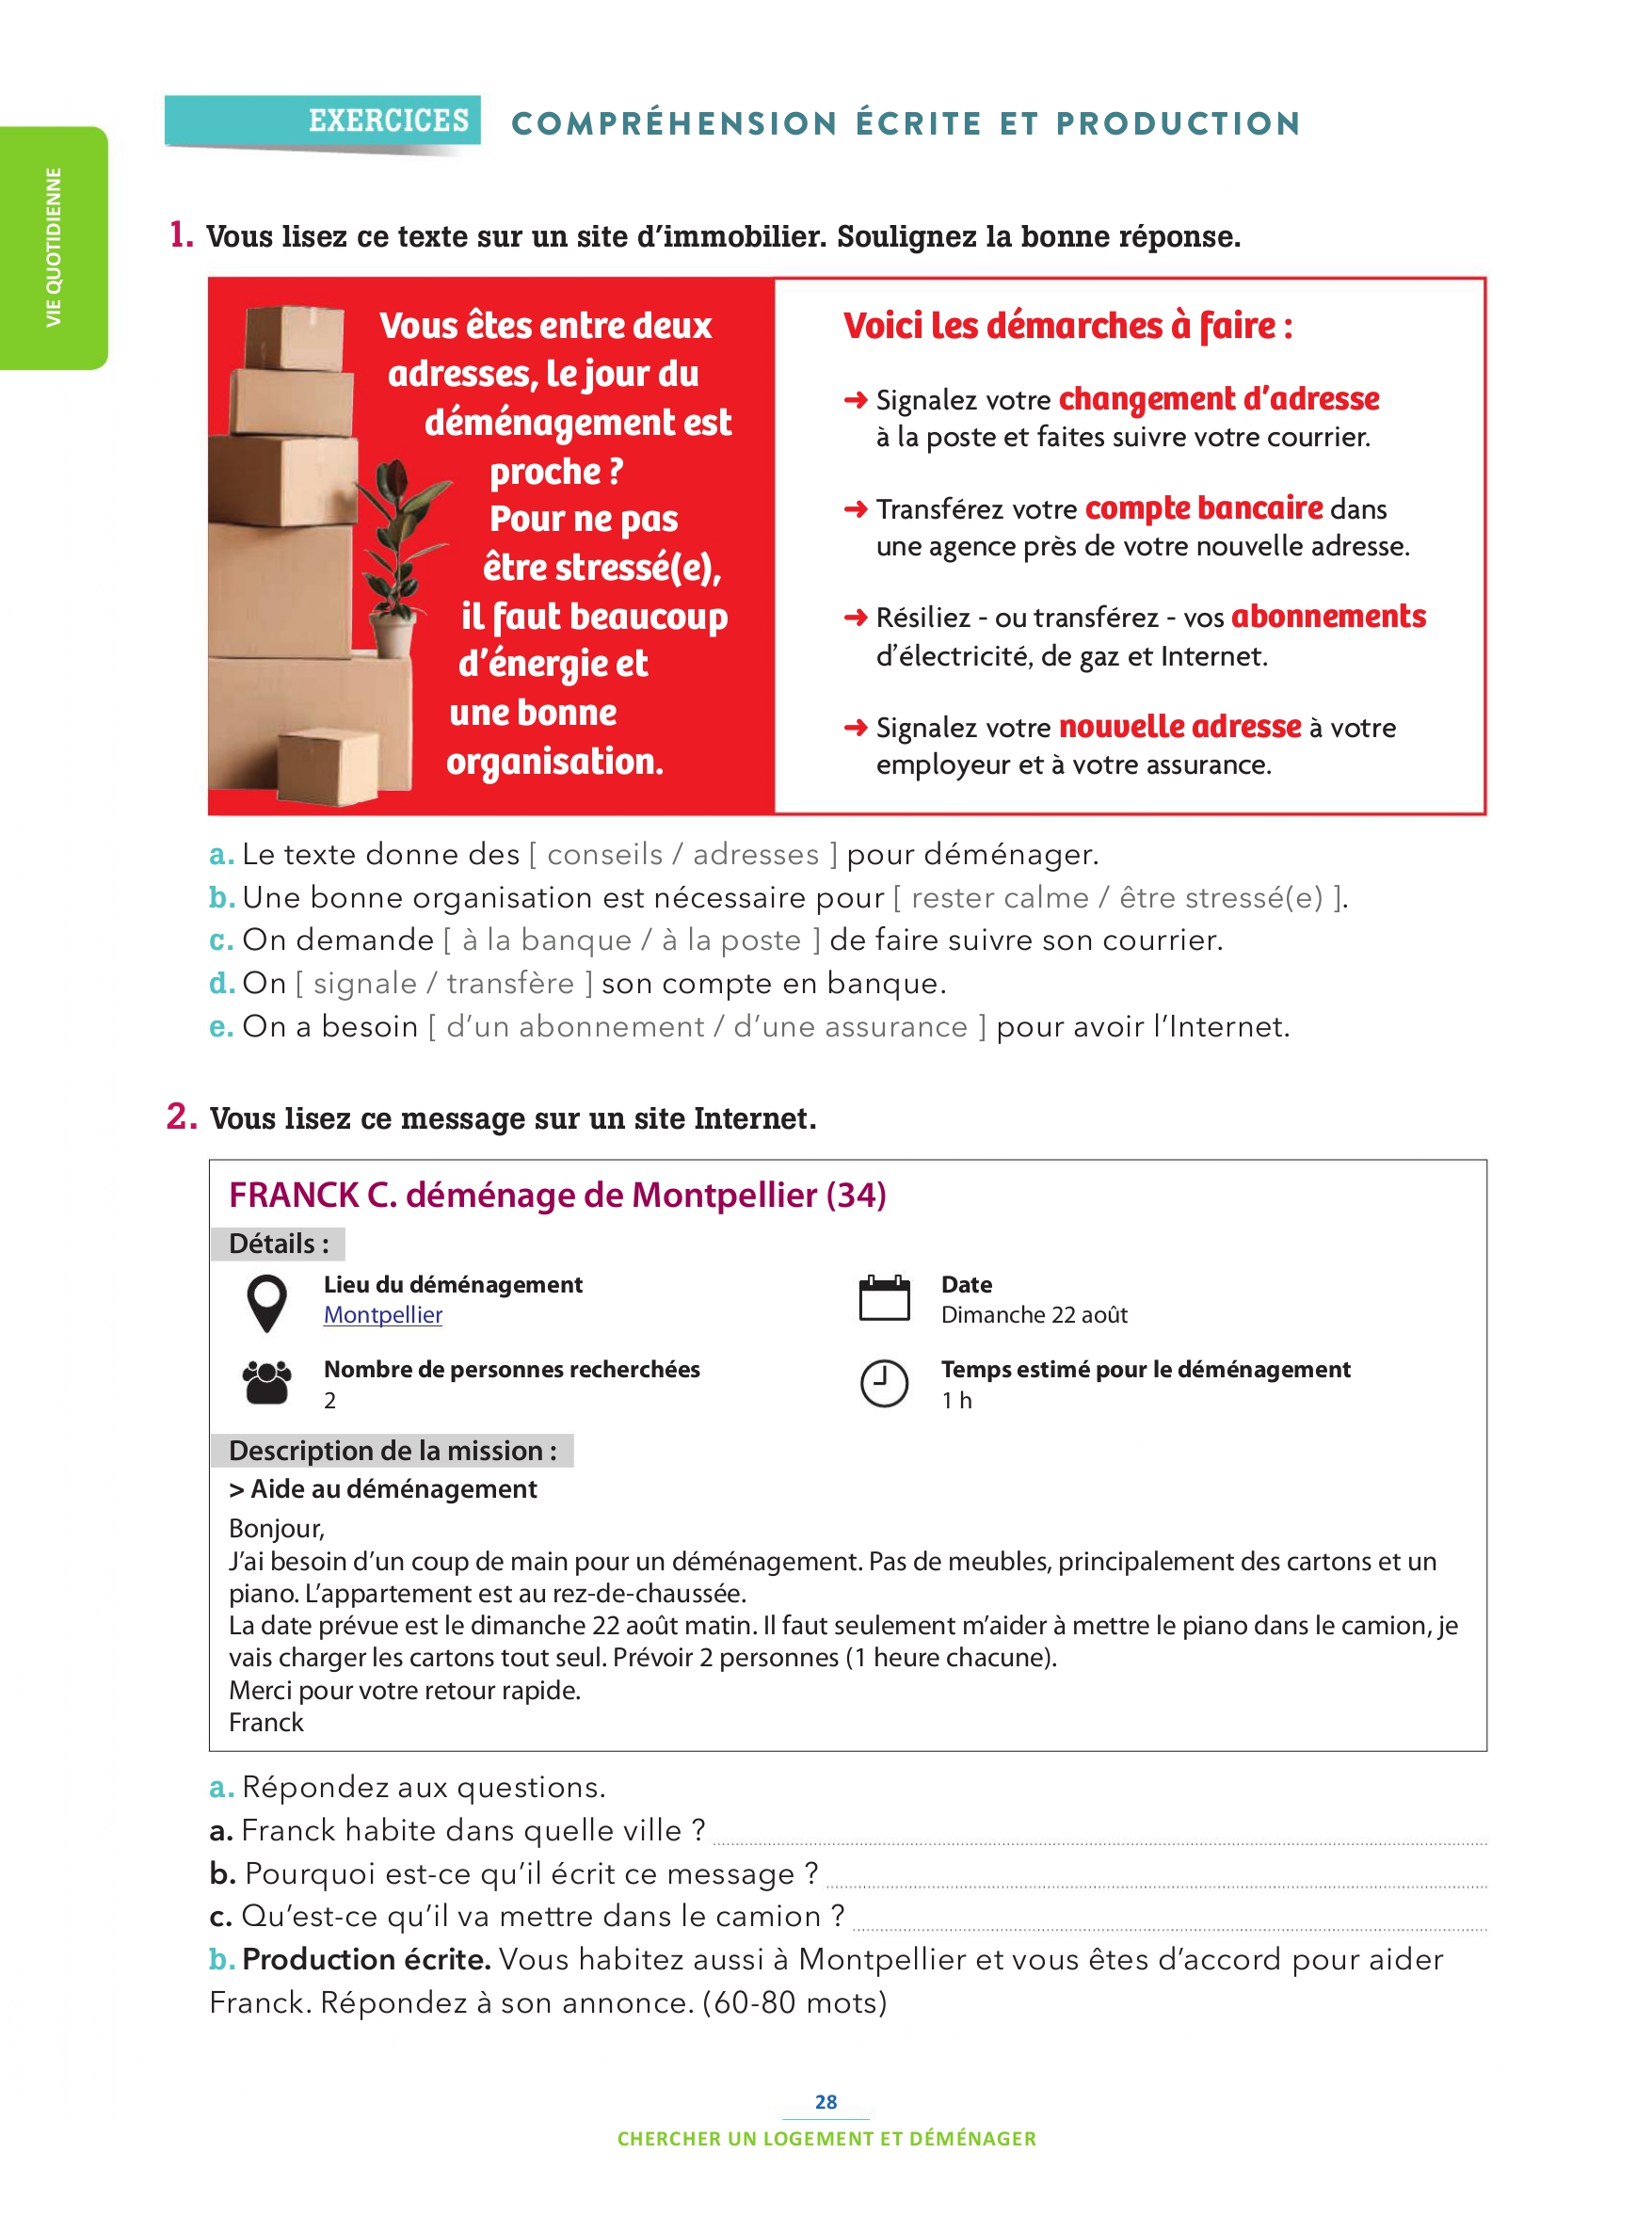 EXERCICES
COMPRÉHENSION ÉCRITE ET PRODUCTION
VIE QUOTIDIENNE
1. Vous lisez ce texte sur un site d’immobilier. Soulignez la bonne réponse.
Vous êtes entre deux
adresses, le jour du
déménagement est
proche ?
Pour ne pas
être stressé(e),
il faut beaucoup
d’énergie et
une bonne
organisation.
Voici les démarches à faire :
➜ Signalez votre changement d’adresse
à la poste et faites suivre votre courrier.
➜ Transférez votre compte bancaire dans
une agence près de votre nouvelle adresse.
➜ Résiliez - ou transférez - vos abonnements
d’électricité, de gaz et Internet.
➜ Signalez votre nouvelle adresse à votre
employeur et à votre assurance.
a. Le texte donne des [ conseils / adresses ] pour déménager.
b. Une bonne organisation est nécessaire pour [ rester calme / être stressé(e) ].
c. On demande [ à la banque / à la poste ] de faire suivre son courrier.
d. On [ signale / transfère ] son compte en banque.
e. On a besoin [ d’un abonnement / d’une assurance ] pour avoir l’Internet.
2. Vous lisez ce message sur un site Internet.
FRANCK C. déménage de Montpellier (34)
Détails :
Lieu du déménagement
Montpellier
Date
Dimanche 22 août
Nombre de personnes recherchées
2
Temps estimé pour le déménagement
1 h
Description de la mission :
> Aide au déménagement
Bonjour,
J’ai besoin d’un coup de main pour un déménagement. Pas de meubles, principalement des cartons et un
piano. L’appartement est au rez-de-chaussée.
La date prévue est le dimanche 22 août matin. Il faut seulement m’aider à mettre le piano dans le camion, je
vais charger les cartons tout seul. Prévoir 2 personnes (1 heure chacune).
Merci pour votre retour rapide.
Franck
a. Répondez aux questions.
a. Franck habite dans quelle ville ?
b. Pourquoi est-ce qu’il écrit ce message ?
c. Qu’est-ce qu’il va mettre dans le camion ?
b. Production écrite. Vous habitez aussi à Montpellier et vous êtes d’accord pour aider
Franck. Répondez à son annonce. (60-80 mots)
28
CHERCHER UN LOGEMENT ET DÉMÉNAGER